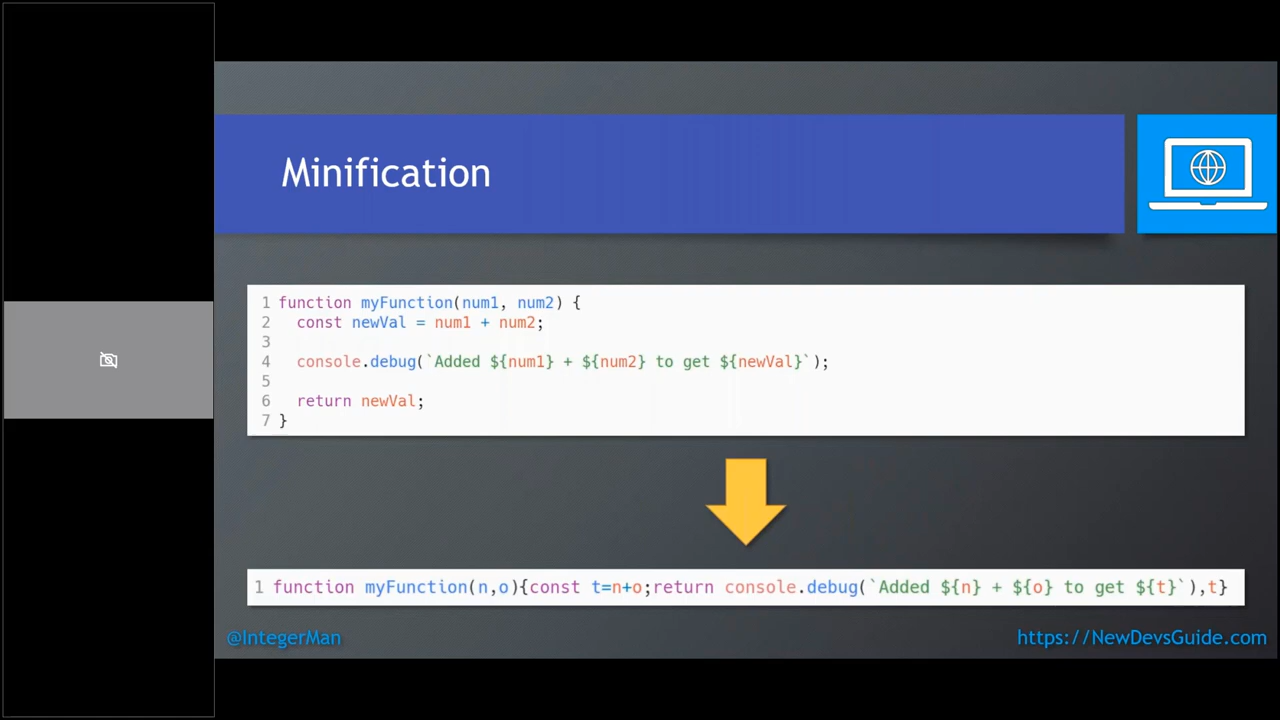 Minification
1 function myFunction(num1, num2) {
2   const newVal = num1 + num2;
3
4   console.debug(`Added ${num1} + ${num2} to get ${newVal}`);
5
6   return newVal;
7 }
1 function myFunction(n,o){const t=n+o;return console.debug(`Added ${n} + ${o} to get ${t}`),t}
@IntegerMan
https://NewDevsGuide.com